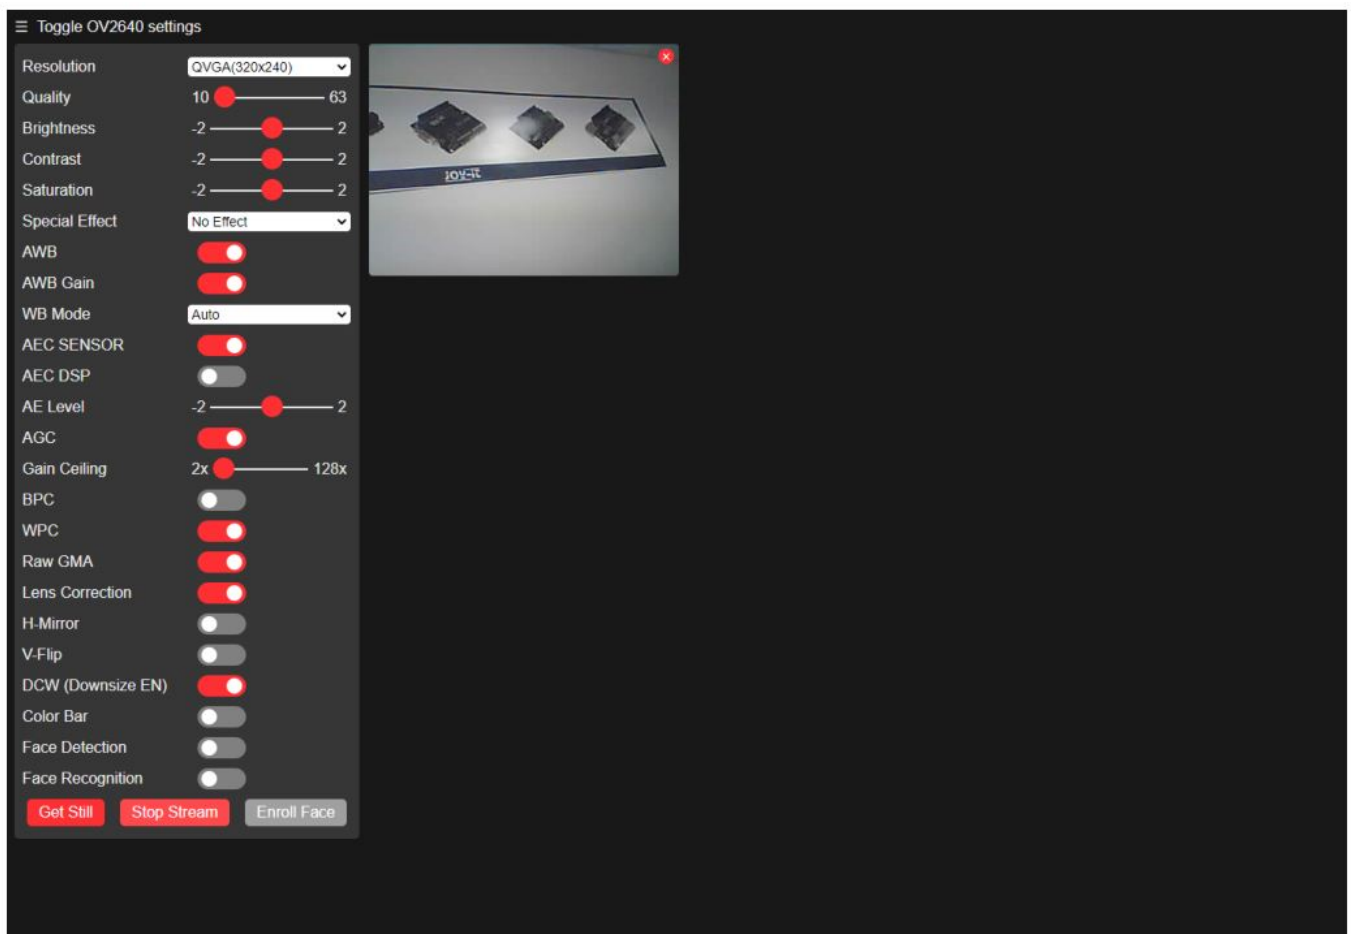 ☰ Toggle OV2640 settings
Resolution QVGA(320x240)
Quality 10 63
Brightness -2 2
Contrast -2 2
Saturation -2 2
Special Effect No Effect
AWB
AWB Gain
WB Mode Auto
AEC SENSOR
AEC DSP
AE Level -2 2
AGC
Gain Ceiling 2x 128x
BPC
WPC
Raw GMA
Lens Correction
H-Mirror
V-Flip
DCW (Downsize EN)
Color Bar
Face Detection
Face Recognition
Get Still Stop Stream Enroll Face
JOY-iT